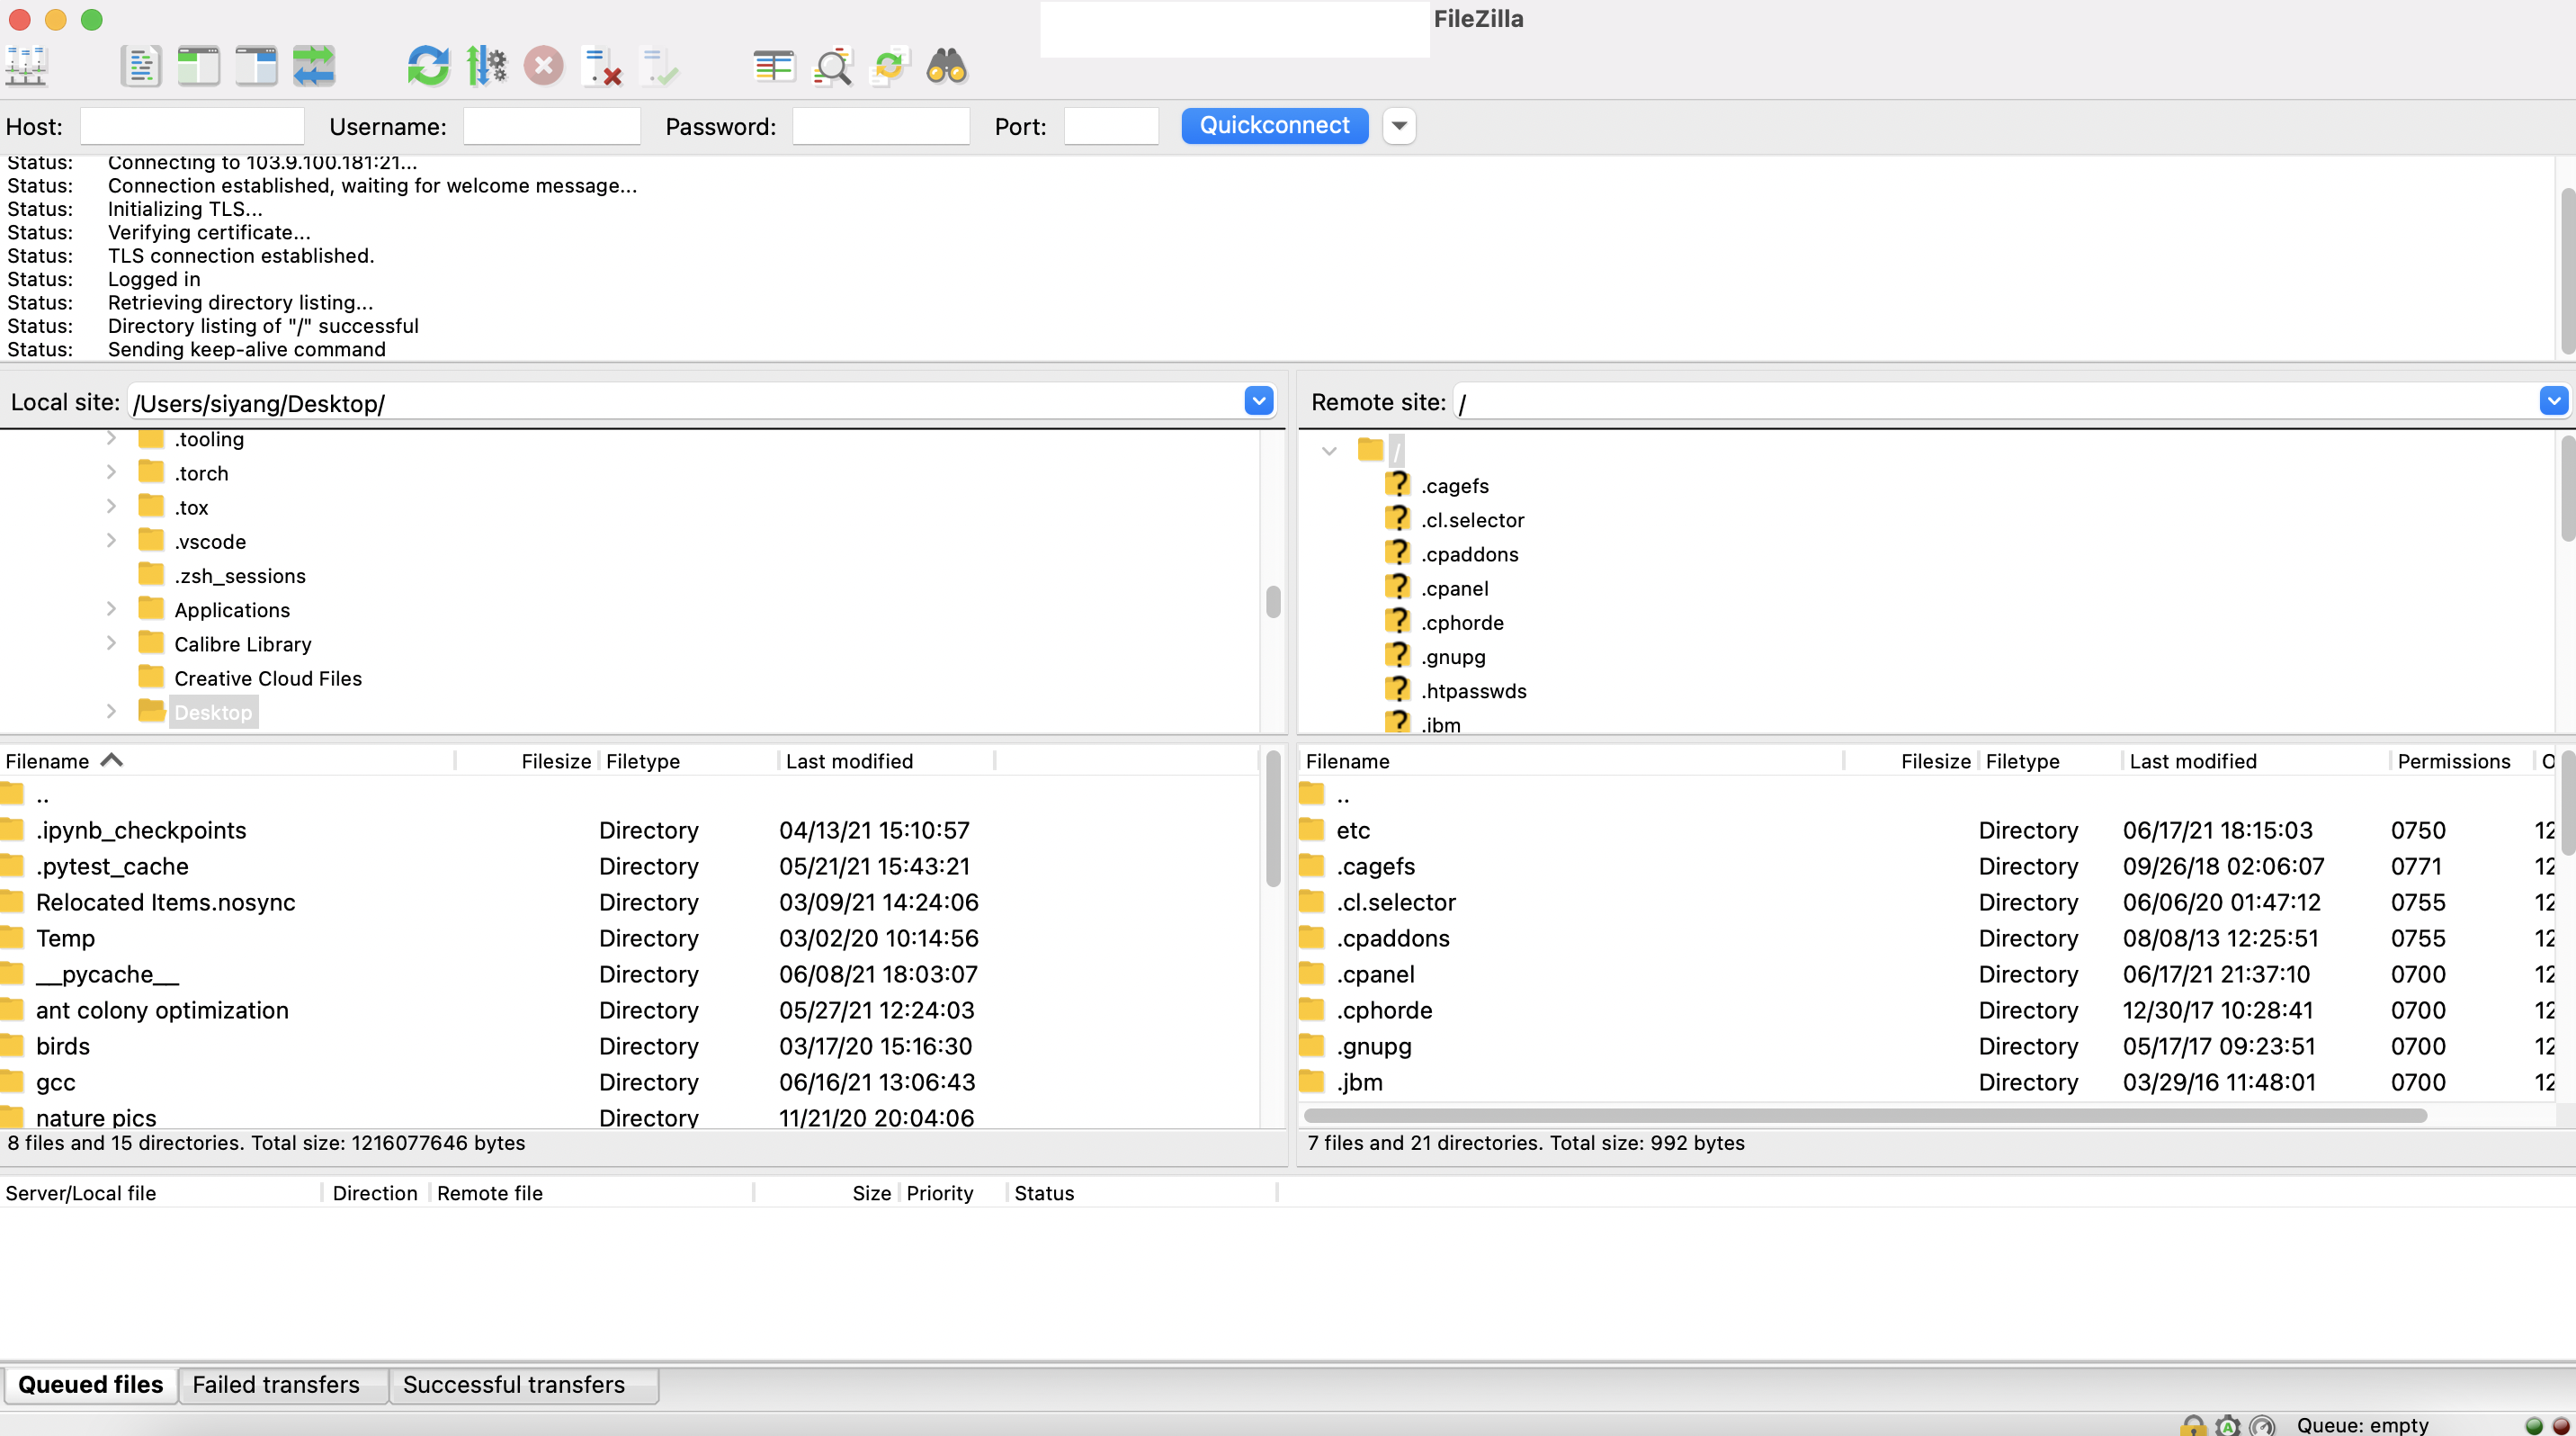 FileZilla
Host: Username: Password: Port: Quickconnect
Status: Connecting to 103.9.100.181:21...
Status: Connection established, waiting for welcome message...
Status: Initializing TLS...
Status: Verifying certificate...
Status: TLS connection established.
Status: Logged in
Status: Retrieving directory listing...
Status: Directory listing of "/" successful
Status: Sending keep-alive command
Local site: /Users/siyang/Desktop/
.tooling
.torch
.tox
.vscode
.zsh_sessions
Applications
Calibre Library
Creative Cloud Files
Desktop
Remote site: /
/
.cagefs
.cl.selector
.cpaddons
.cpanel
.cphorde
.gnupg
.htpasswds
.jbm
Filename Filesize Filetype Last modified
..
.ipynb_checkpoints Directory 04/13/21 15:10:57
.pytest_cache Directory 05/21/21 15:43:21
Relocated Items.nosync Directory 03/09/21 14:24:06
Temp Directory 03/02/20 10:14:56
__pycache__ Directory 06/08/21 18:03:07
ant colony optimization Directory 05/27/21 12:24:03
birds Directory 03/17/20 15:16:30
gcc Directory 06/16/21 13:06:43
nature pics Directory 11/21/20 20:04:06
8 files and 15 directories. Total size: 1216077646 bytes
Filename Filesize Filetype Last modified Permissions O
..
etc Directory 06/17/21 18:15:03 0750 12
.cagefs Directory 09/26/18 02:06:07 0771 12
.cl.selector Directory 06/06/20 01:47:12 0755 12
.cpaddons Directory 08/08/13 12:25:51 0755 12
.cpanel Directory 06/17/21 21:37:10 0700 12
.cphorde Directory 12/30/17 10:28:41 0700 12
.gnupg Directory 05/17/17 09:23:51 0700 12
.jbm Directory 03/29/16 11:48:01 0700 12
7 files and 21 directories. Total size: 992 bytes
Server/Local file Direction Remote file Size Priority Status
Queued files Failed transfers Successful transfers
Queue: empty